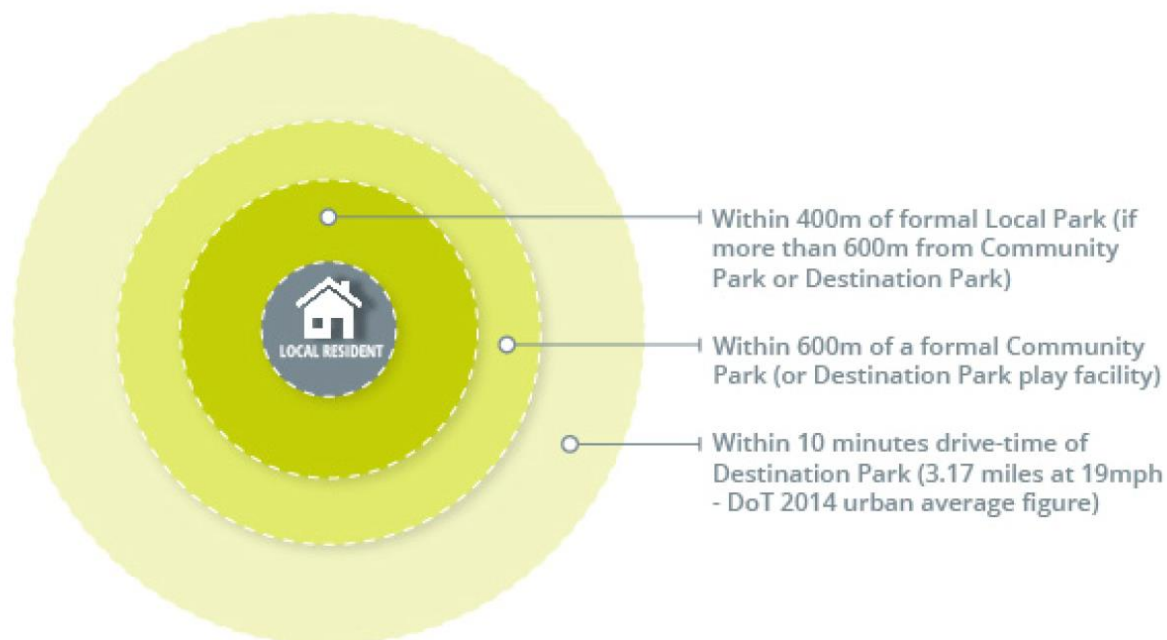 LOCAL RESIDENT
Within 400m of formal Local Park (if
more than 600m from Community
Park or Destination Park)
Within 600m of a formal Community
Park (or Destination Park play facility)
Within 10 minutes drive-time of
Destination Park (3.17 miles at 19mph
- DoT 2014 urban average figure)